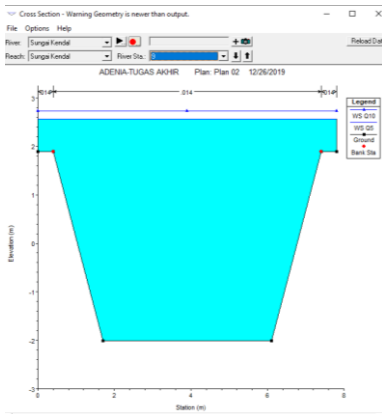 Cross Section - Warning Geometry is newer than output.
File Options Help
River: Sungai Kendal
Reload Dat
Reach: Sungai Kendal River Sta.:
ADENIA-TUGAS AKHIR Plan: Plan 02 12/26/2019
.014 .014 .014
Legend
WS Q10
WS Q5
Ground
Bank Sta
3
2
1
0
-1
-2
-3
0 2 4 6 8
Elevation (m)
Station (m)